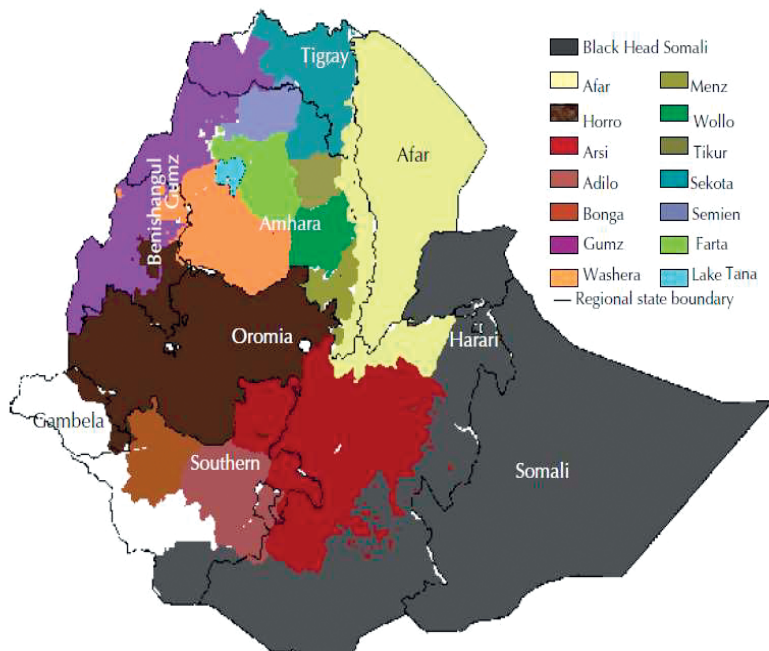 Tigray
Afar
Benishangul
Gumz
Amhara
Oromia
Harari
Gambela
Southern
Somali
Black Head Somali
Afar
Menz
Horro
Wollo
Arsi
Tikur
Adilo
Sekota
Bonga
Semien
Gumz
Farta
Washera
Lake Tana
Regional state boundary